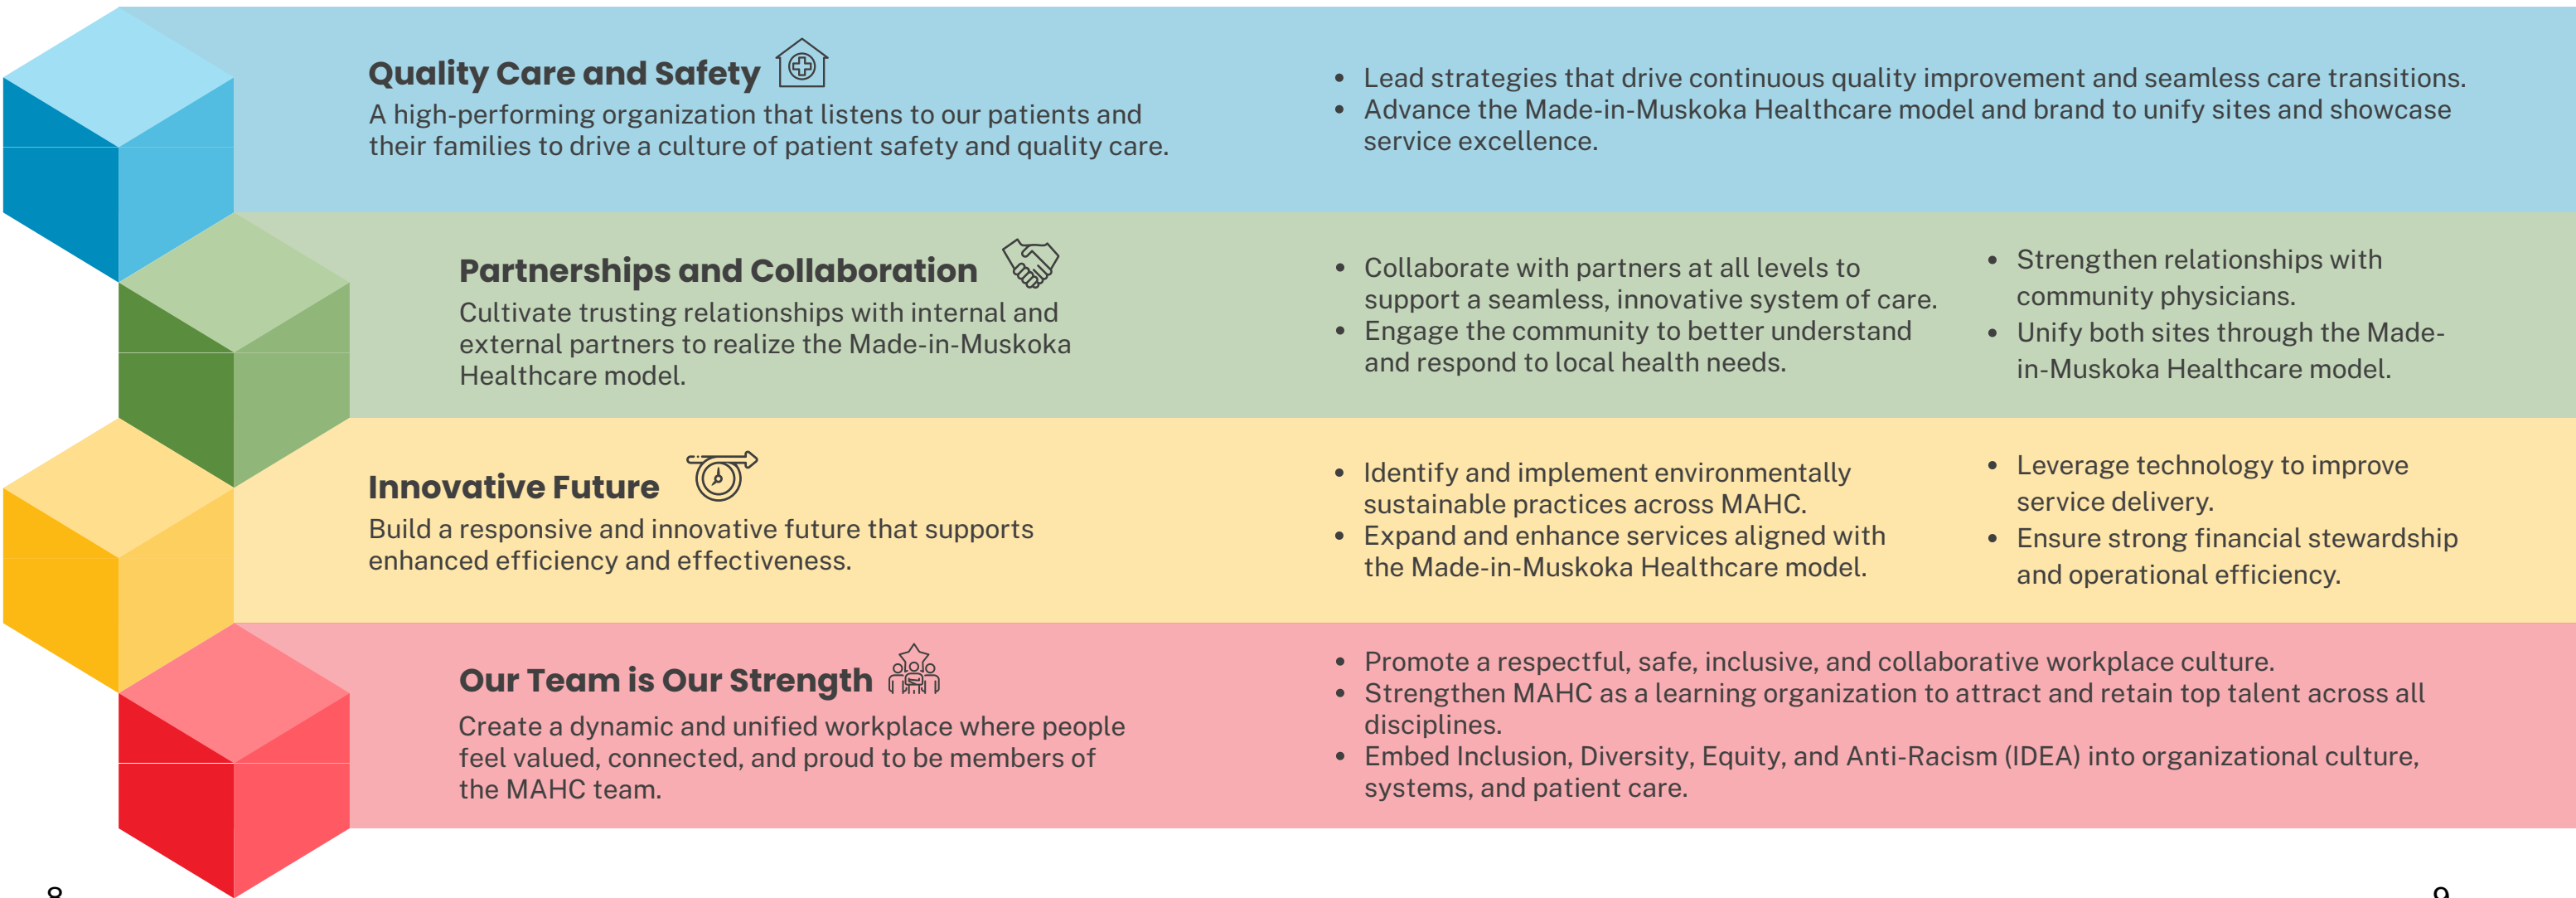 Quality Care and Safety
A high-performing organization that listens to our patients and
their families to drive a culture of patient safety and quality care.
• Lead strategies that drive continuous quality improvement and seamless care transitions.
• Advance the Made-in-Muskoka Healthcare model and brand to unify sites and showcase
service excellence.
Partnerships and Collaboration
Cultivate trusting relationships with internal and
external partners to realize the Made-in-Muskoka
Healthcare model.
• Collaborate with partners at all levels to
support a seamless, innovative system of care.
• Engage the community to better understand
and respond to local health needs.
• Strengthen relationships with
community physicians.
• Unify both sites through the Made-
in-Muskoka Healthcare model.
Innovative Future
Build a responsive and innovative future that supports
enhanced efficiency and effectiveness.
• Identify and implement environmentally
sustainable practices across MAHC.
• Expand and enhance services aligned with
the Made-in-Muskoka Healthcare model.
• Leverage technology to improve
service delivery.
• Ensure strong financial stewardship
and operational efficiency.
Our Team is Our Strength
Create a dynamic and unified workplace where people
feel valued, connected, and proud to be members of
the MAHC team.
• Promote a respectful, safe, inclusive, and collaborative workplace culture.
• Strengthen MAHC as a learning organization to attract and retain top talent across all
disciplines.
• Embed Inclusion, Diversity, Equity, and Anti-Racism (IDEA) into organizational culture,
systems, and patient care.
8
9